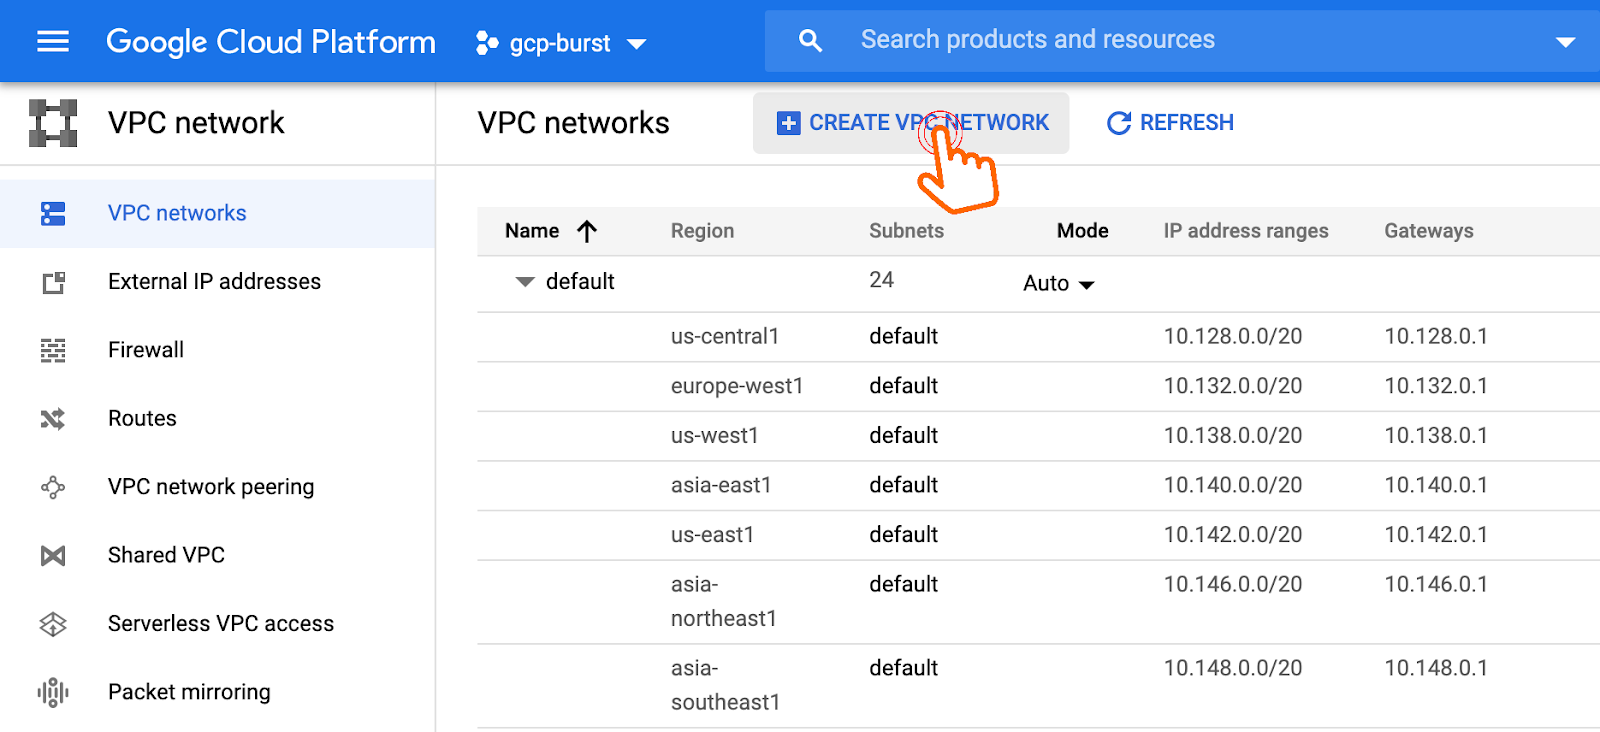 Google Cloud Platform gcp-burst Search products and resources
VPC network
VPC networks CREATE VPC NETWORK REFRESH
VPC networks
External IP addresses
Firewall
Routes
VPC network peering
Shared VPC
Serverless VPC access
Packet mirroring
Name Region Subnets Mode IP address ranges Gateways
default 24 Auto
us-central1 default 10.128.0.0/20 10.128.0.1
europe-west1 default 10.132.0.0/20 10.132.0.1
us-west1 default 10.138.0.0/20 10.138.0.1
asia-east1 default 10.140.0.0/20 10.140.0.1
us-east1 default 10.142.0.0/20 10.142.0.1
asia- default 10.146.0.0/20 10.146.0.1
northeast1
asia- default 10.148.0.0/20 10.148.0.1
southeast1